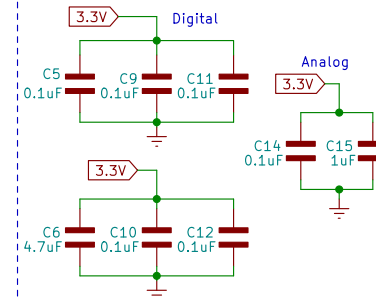 3.3V
Digital
C5
0.1uF
C9
0.1uF
C11
0.1uF
Analog
3.3V
C14
0.1uF
C15
1uF
3.3V
C6
4.7uF
C10
0.1uF
C12
0.1uF